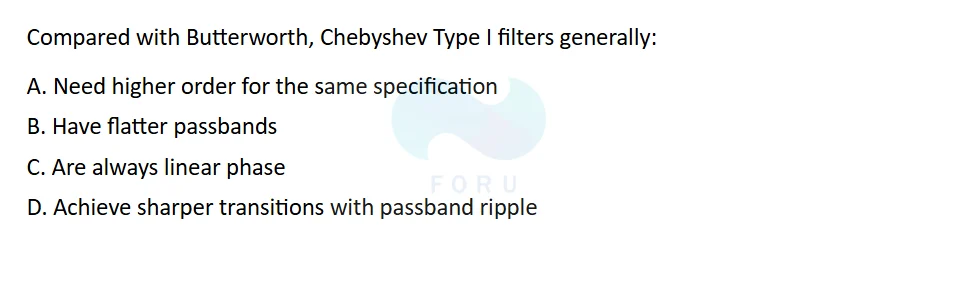 Compared with Butterworth, Chebyshev Type I filters generally:
A. Need higher order for the same specification
B. Have flatter passbands
C. Are always linear phase
FORU
D. Achieve sharper transitions with passband ripple